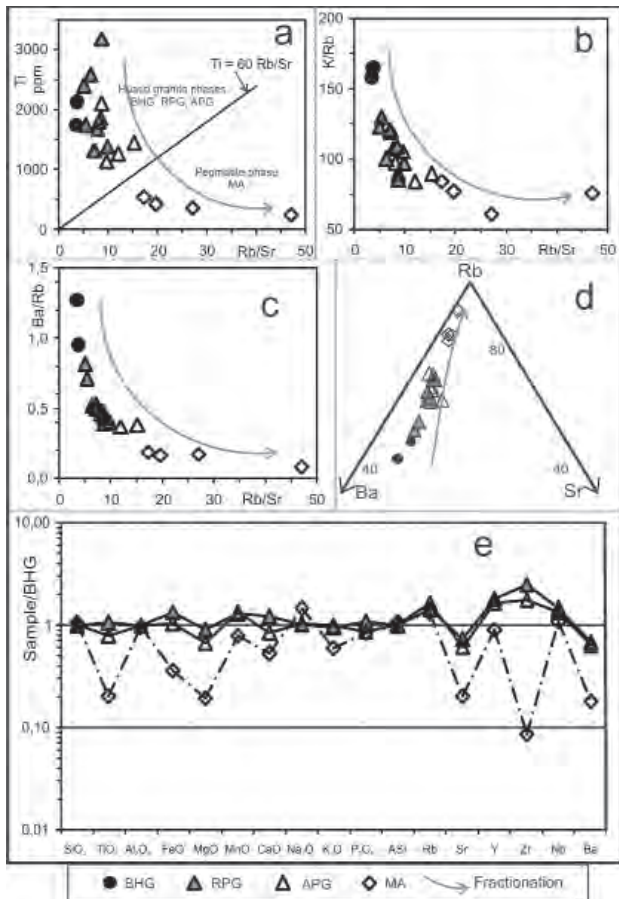 a
Ti ppm
3000
2000
1000
0
Ti = 60 Rb/Sr
Huaco granite phases
BHG, RPG, APG
Pegmatite phase
MA
0 10 20 30 40 50
Rb/Sr
b
K/Rb
200
150
100
50
0 10 20 30 40 50
Rb/Sr
c
Ba/Rb
1,5
1,0
0,5
0,0
0 10 20 30 40 50
Rb/Sr
d
Rb
80
40
40
Ba
Sr
e
Sample/BHG
10,00
1
0,10
0.01
SiO₂ TiO₂ Al₂O₃ FeO MgO MnO CaO Na₂O K₂O P₂O₅ ASI Rb Sr Y Zr Nb Ba
BHG RPG APG MA Fractionation